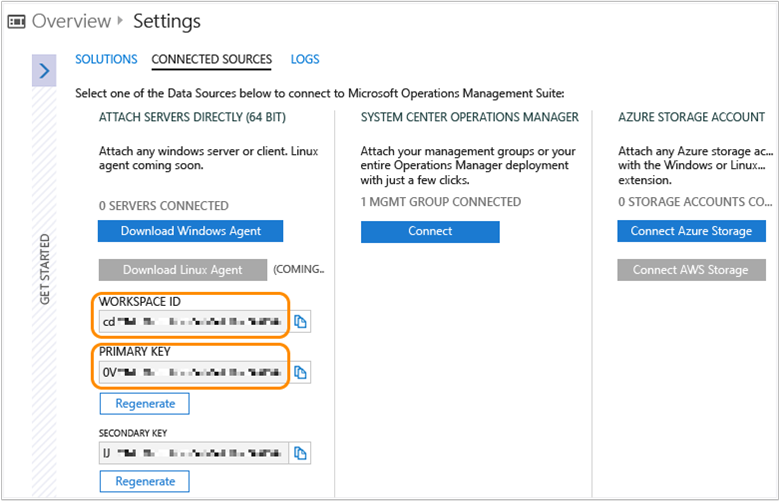 Overview Settings
SOLUTIONS CONNECTED SOURCES LOGS
Select one of the Data Sources below to connect to Microsoft Operations Management Suite:
GET STARTED
ATTACH SERVERS DIRECTLY (64 BIT)
Attach any windows server or client. Linux
agent coming soon.
0 SERVERS CONNECTED
Download Windows Agent
Download Linux Agent (COMING..
WORKSPACE ID
cd
PRIMARY KEY
0V
Regenerate
SECONDARY KEY
IJ
Regenerate
SYSTEM CENTER OPERATIONS MANAGER
Attach your management groups or your
entire Operations Manager deployment
with just a few clicks.
1 MGMT GROUP CONNECTED
Connect
AZURE STORAGE ACCOUNT
Attach any Azure storage ac...
with the Windows or Linux...
extension.
0 STORAGE ACCOUNTS CO...
Connect Azure Storage
Connect AWS Storage